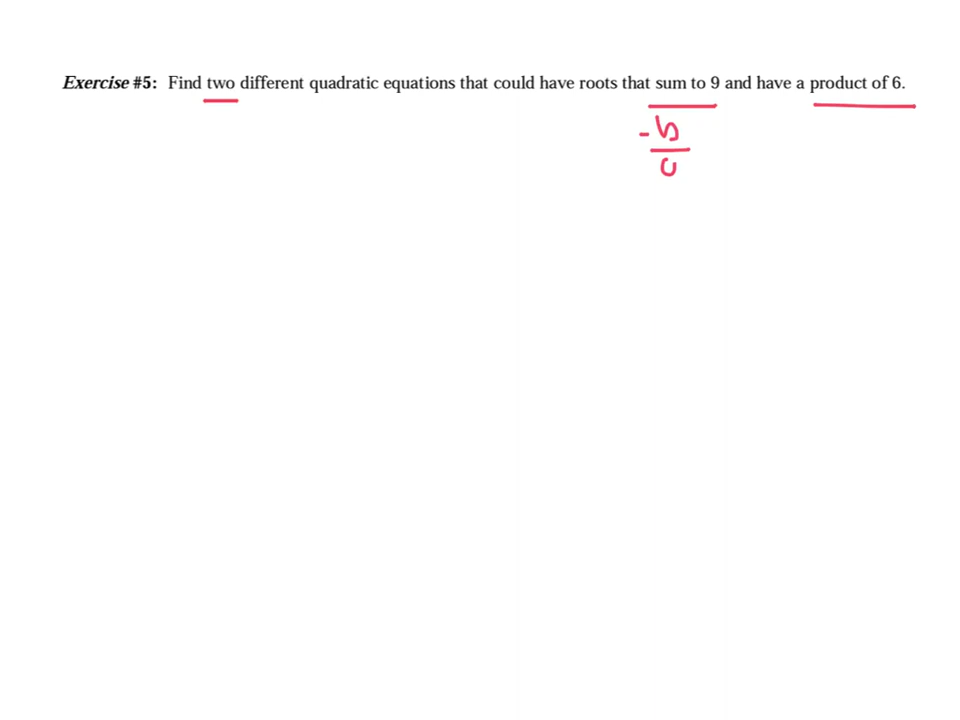 Exercise #5: Find two different quadratic equations that could have roots that sum to 9 and have a product of 6.
-b
a